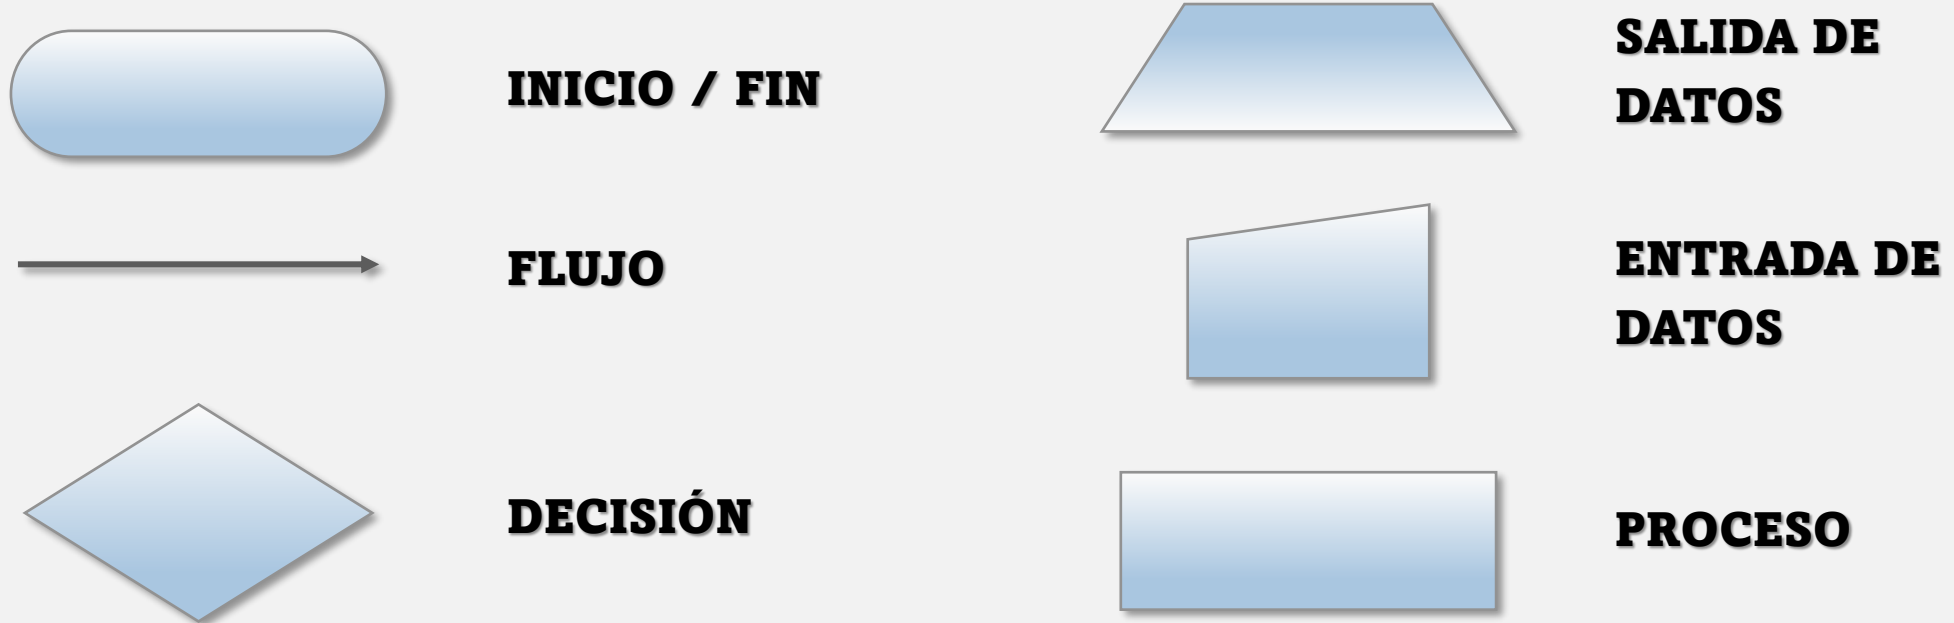 INICIO / FIN
FLUJO
DECISIÓN
SALIDA DE
DATOS
ENTRADA DE
DATOS
PROCESO